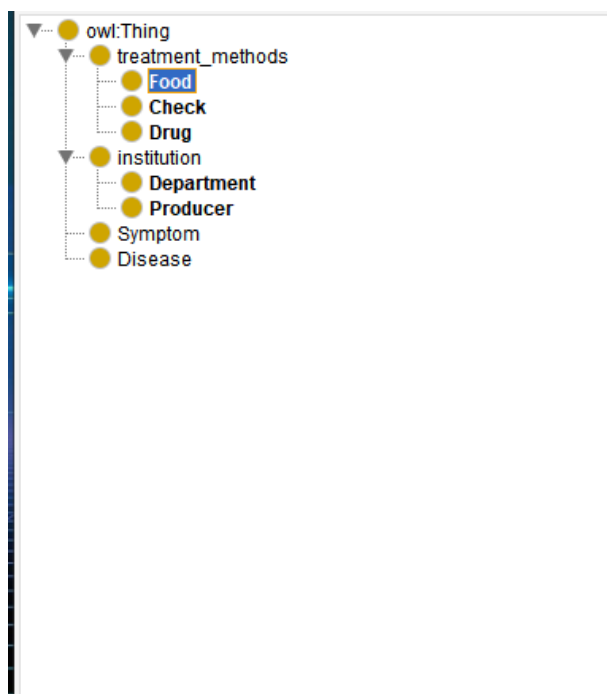 owl:Thing
treatment_methods
Food
Check
Drug
institution
Department
Producer
Symptom
Disease